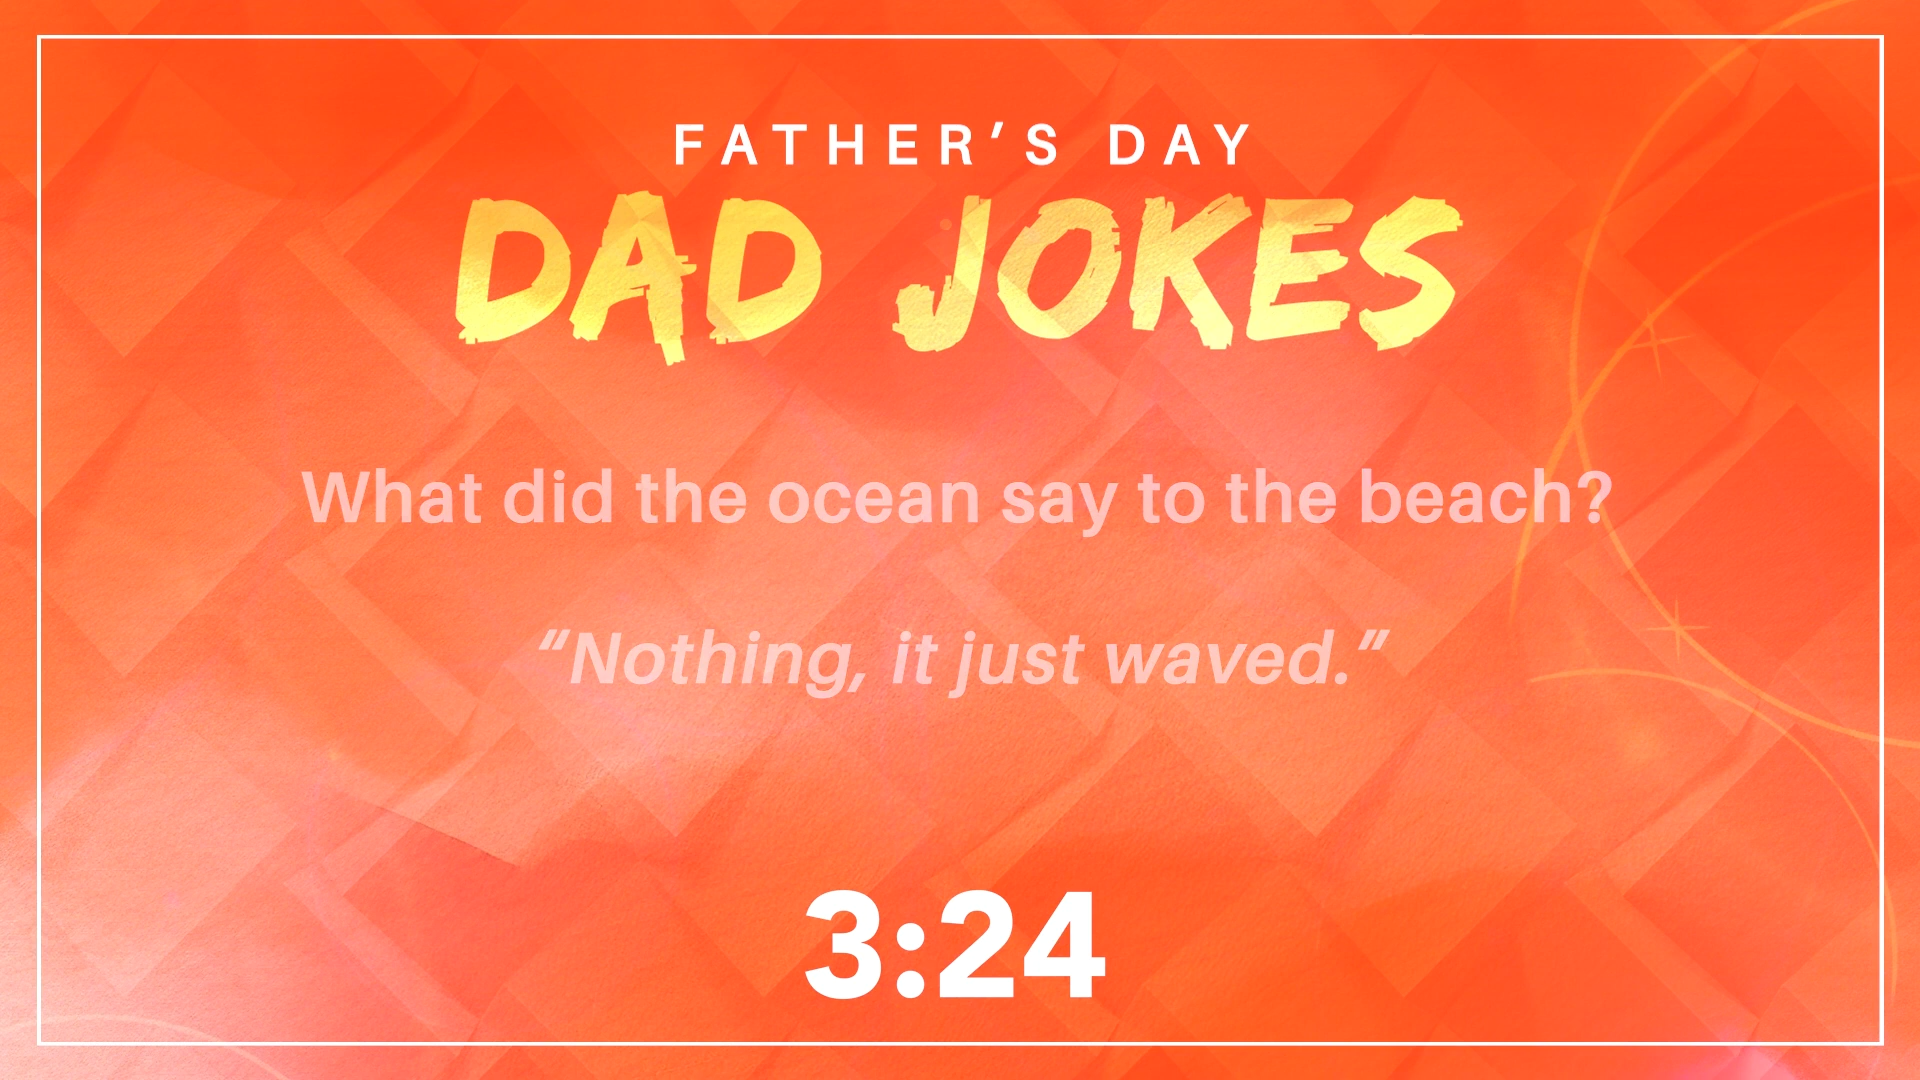 FATHER’S DAY
DAD JOKES
What did the ocean say to the beach?
“Nothing, it just waved.”
3:24